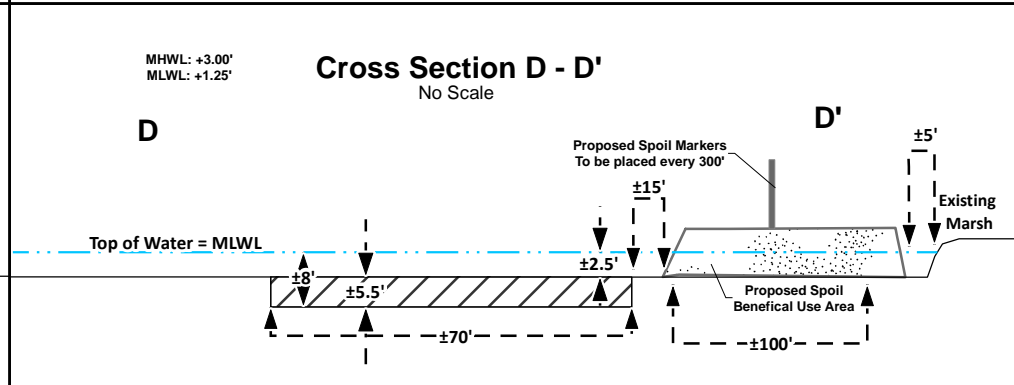 MHWL: +3.00'
MLWL: +1.25'
Cross Section D - D'
No Scale
D
D'
Proposed Spoil Markers
To be placed every 300'
±5'
±15'
Existing
Marsh
Top of Water = MLWL
±8'
±5.5'
±2.5'
Proposed Spoil
Benefical Use Area
±70'
±100'